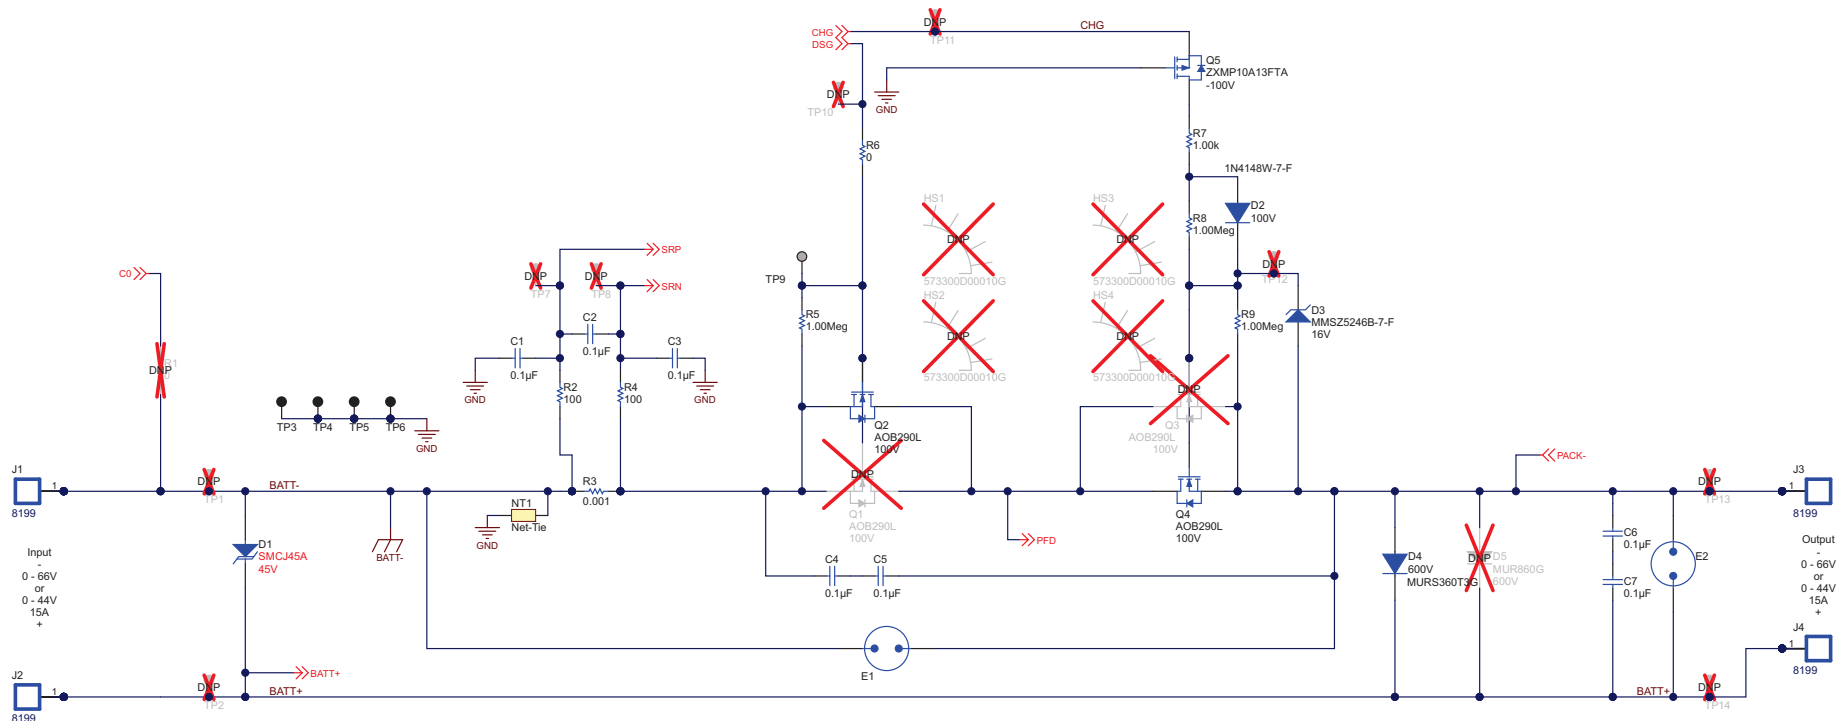 CHG
DSG
DNP
TP11
CHG
Q5
ZXMP10A13FTA
-100V
DNP
TP10
GND
R6
0
R7
1.00k
1N4148W-7-F
D2
100V
R8
1.00Meg
HS1
DNP
573300D00010G
HS3
DNP
573300D00010G
HS2
DNP
573300D00010G
HS4
DNP
573300D00010G
DNP
TP12
D3
MMSZ5246B-7-F
16V
R9
1.00Meg
C0
SRP
SRN
DNP
TP7
DNP
TP8
TP9
R5
1.00Meg
C1
0.1µF
C2
0.1µF
C3
0.1µF
GND
GND
R2
100
R4
100
R1
0
DNP
TP3
TP4
TP5
TP6
GND
Q2
AOB290L
100V
DNP
Q3
AOB290L
100V
DNP
Q1
AOB290L
100V
Q4
AOB290L
100V
PACK-
J1
1
8199
DNP
TP1
BATT-
R3
0.001
NT1
Net-Tie
GND
BATT-
D1
SMCJ45A
45V
PFD
C4
0.1µF
C5
0.1µF
D4
600V
MURS360T3G
DNP
D5
MUR860G
600V
C6
0.1µF
C7
0.1µF
E2
DNP
TP13
J3
1
8199
Input
-
0 - 66V
or
0 - 44V
15A
+
Output
-
0 - 66V
or
0 - 44V
15A
+
E1
BATT+
J2
1
8199
DNP
TP2
BATT+
BATT+
DNP
TP14
J4
1
8199